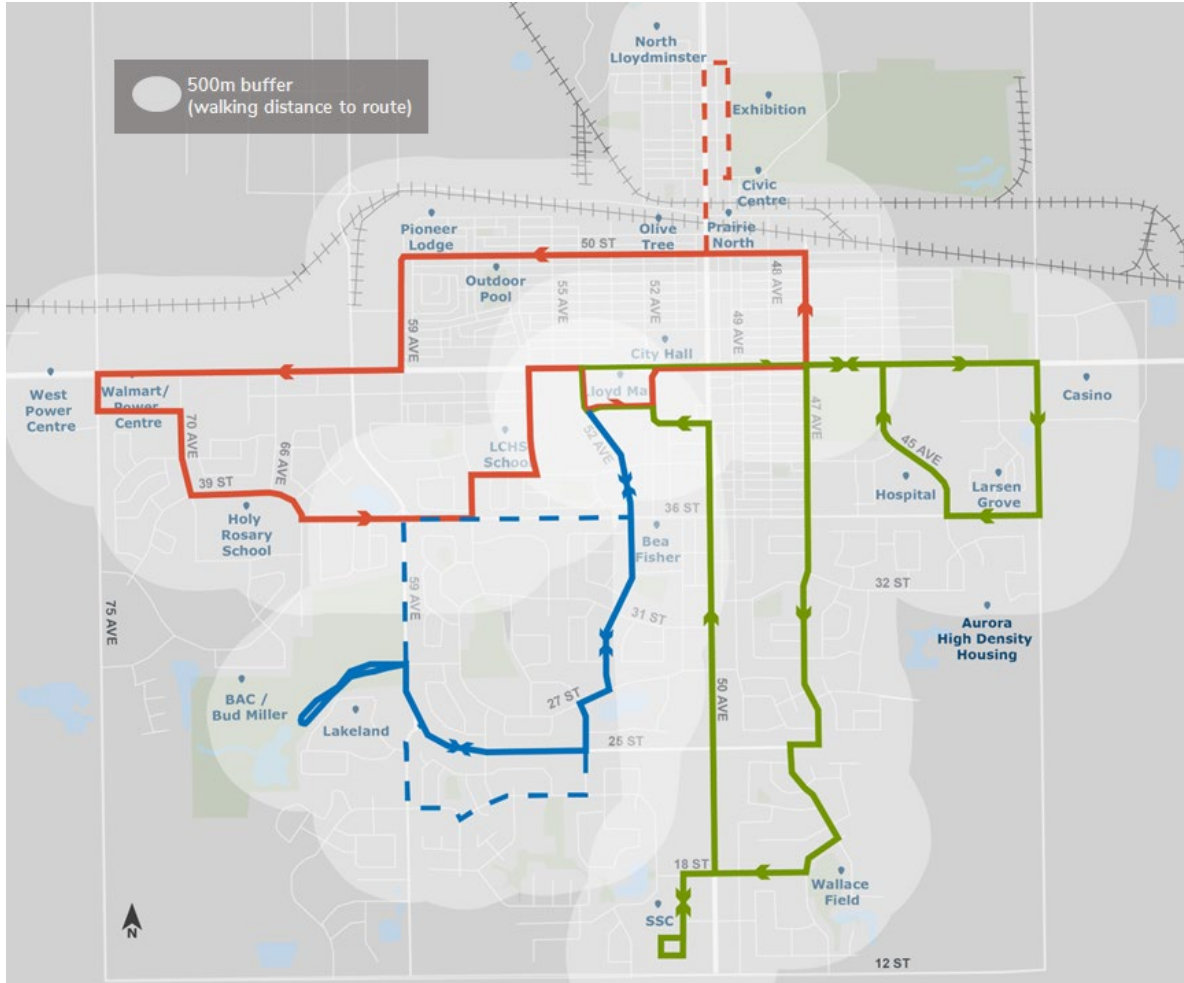 North
Lloydminster
500m buffer
(walking distance to route)
Exhibition
Civic
Centre
Pioneer
Lodge
Olive
Tree
Prairie
North
50 ST
Outdoor
Pool
55 AVE
52 AVE
48 AVE
59 AVE
49 AVE
City Hall
West
Power
Centre
Walmart/
Power
Centre
Lloyd Ma
Casino
70 AVE
66 AVE
52 AVE
47 AVE
LCHS
School
45 AVE
39 ST
Holy
Rosary
School
Hospital
Larsen
Grove
36 ST
Bea
Fisher
59 AVE
32 ST
75 AVE
31 ST
Aurora
High Density
Housing
BAC /
Bud Miller
Lakeland
27 ST
50 AVE
25 ST
18 ST
Wallace
Field
SSC
N
12 ST